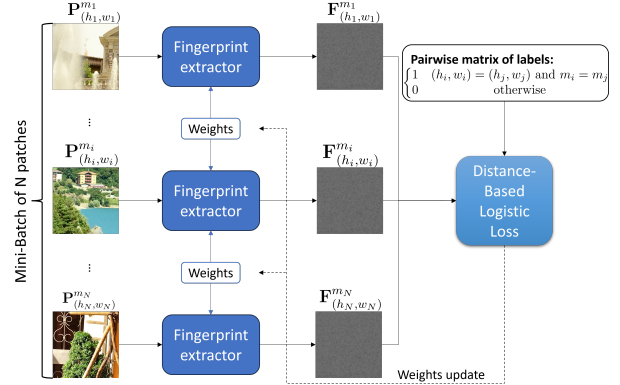 Mini-Batch of N patches
P^{m_1}_{(h_1,w_1)}
Fingerprint
extractor
F^{m_1}_{(h_1,w_1)}
Pairwise matrix of labels:
1 (h_i, w_i) = (h_j, w_j) and m_i = m_j
0 otherwise
...
Weights
P^{m_i}_{(h_i,w_i)}
Fingerprint
extractor
F^{m_i}_{(h_i,w_i)}
Distance-
Based
Logistic
Loss
...
Weights
P^{m_N}_{(h_N,w_N)}
Fingerprint
extractor
F^{m_N}_{(h_N,w_N)}
Weights update